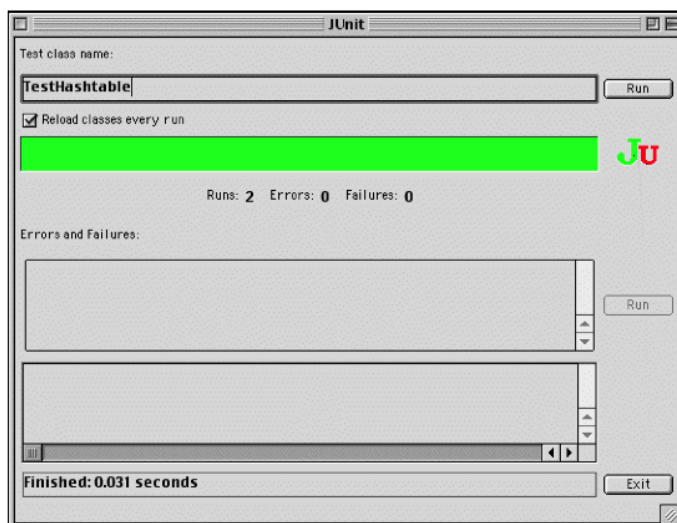 JUnit
Test class name:
TestHashtable
Run
Reload classes every run
JU
Runs: 2 Errors: 0 Failures: 0
Errors and Failures:
Run
Finished: 0.031 seconds
Exit